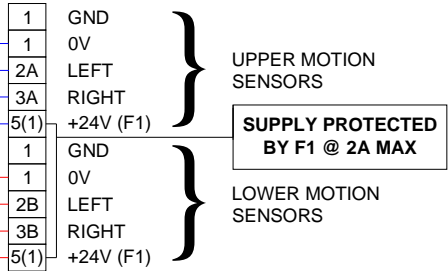 1 GND
1 0V
2A LEFT
3A RIGHT
5(1) +24V (F1)
UPPER MOTION
SENSORS
SUPPLY PROTECTED
BY F1 @ 2A MAX
1 GND
1 0V
2B LEFT
3B RIGHT
5(1) +24V (F1)
LOWER MOTION
SENSORS